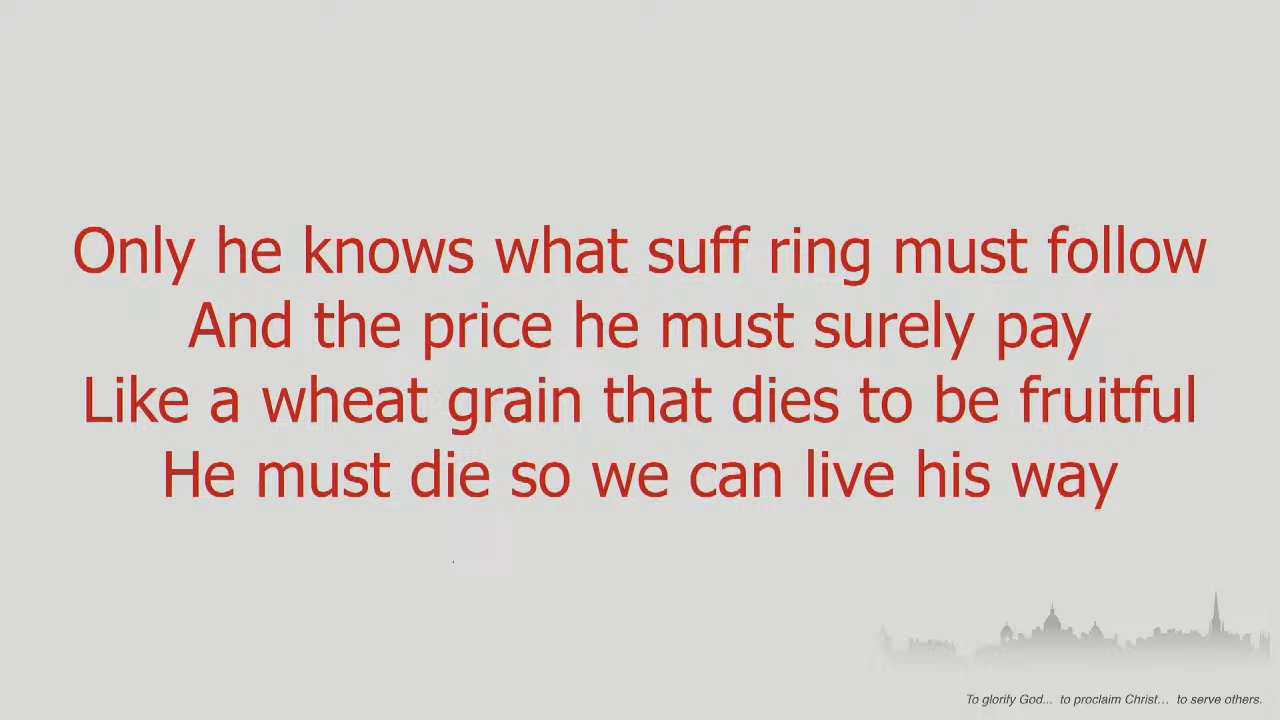 Only he knows what suff ring must follow
And the price he must surely pay
Like a wheat grain that dies to be fruitful
He must die so we can live his way
To glorify God... to proclaim Christ... to serve others.